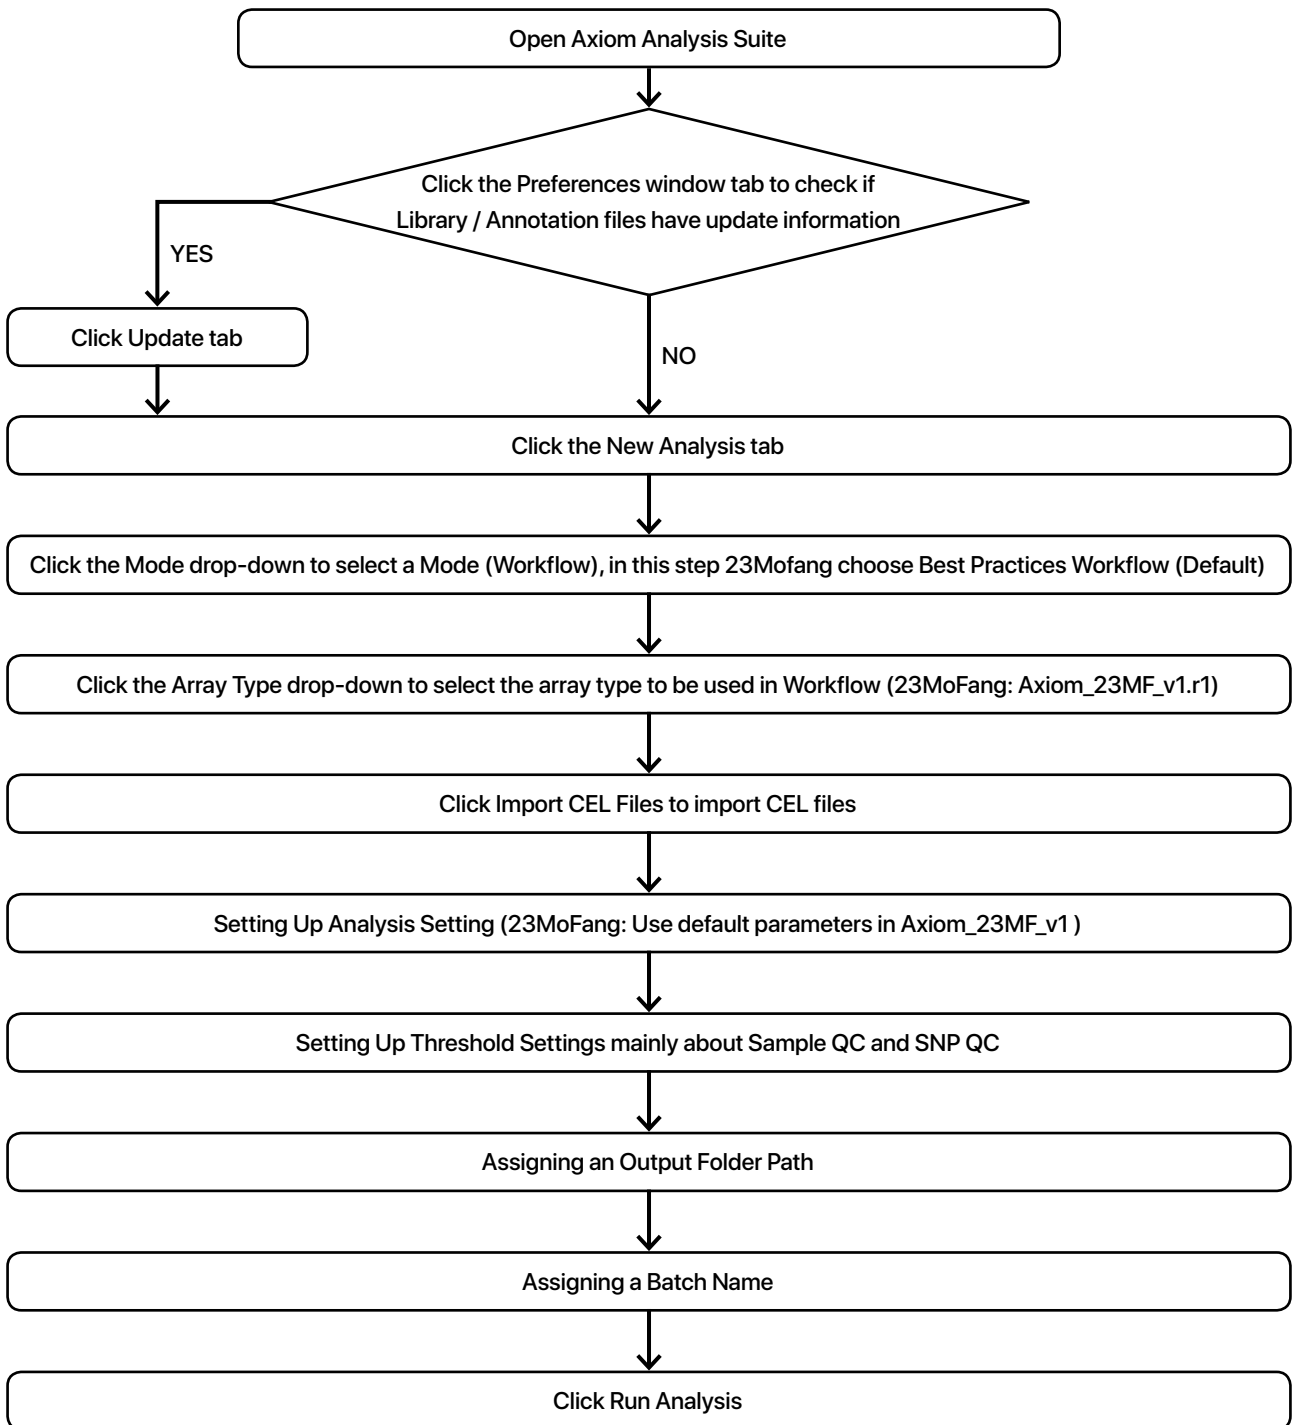 Open Axiom Analysis Suite
Click the Preferences window tab to check if
Library / Annotation files have update information
YES
Click Update tab
NO
Click the New Analysis tab
Click the Mode drop-down to select a Mode (Workflow), in this step 23Mofang choose Best Practices Workflow (Default)
Click the Array Type drop-down to select the array type to be used in Workflow (23MoFang: Axiom_23MF_v1.r1)
Click Import CEL Files to import CEL files
Setting Up Analysis Setting (23MoFang: Use default parameters in Axiom_23MF_v1 )
Setting Up Threshold Settings mainly about Sample QC and SNP QC
Assigning an Output Folder Path
Assigning a Batch Name
Click Run Analysis